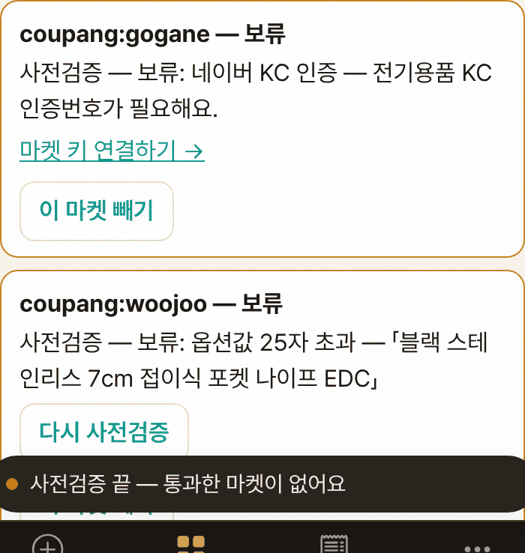 coupang:gogane — 보류
사전검증 — 보류: 네이버 KC 인증 — 전기용품 KC
인증번호가 필요해요.
마켓 키 연결하기 →
이 마켓 빼기
coupang:woojoo — 보류
사전검증 — 보류: 옵션값 25자 초과 — 「블랙 스테
인리스 7cm 접이식 포켓 나이프 EDC」
다시 사전검증
사전검증 끝 — 통과한 마켓이 없어요